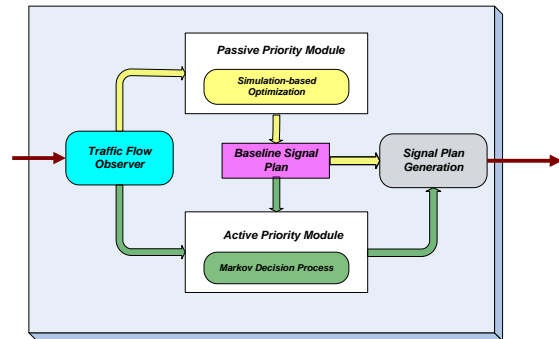 Passive Priority Module
Simulation-based
Optimization
Traffic Flow
Observer
Baseline Signal
Plan
Signal Plan
Generation
Active Priority Module
Markov Decision Process